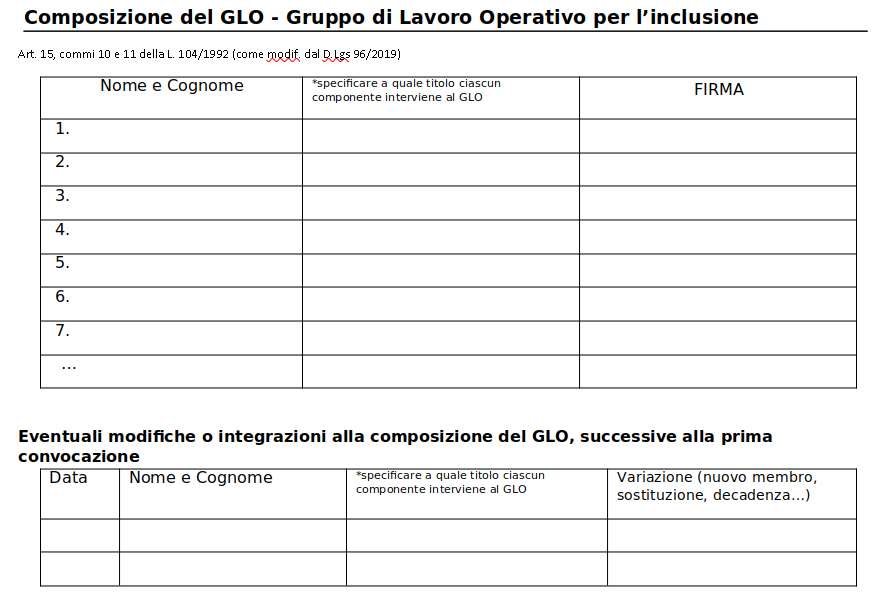 Composizione del GLO - Gruppo di Lavoro Operativo per l’inclusione
Art. 15, commi 10 e 11 della L. 104/1992 (come modif. dal D.Lgs 96/2019)
Nome e Cognome
*specificare a quale titolo ciascun
componente interviene al GLO
FIRMA
1.
2.
3.
4.
5.
6.
7.
...
Eventuali modifiche o integrazioni alla composizione del GLO, successive alla prima
convocazione
Data
Nome e Cognome
*specificare a quale titolo ciascun
componente interviene al GLO
Variazione (nuovo membro,
sostituzione, decadenza...)